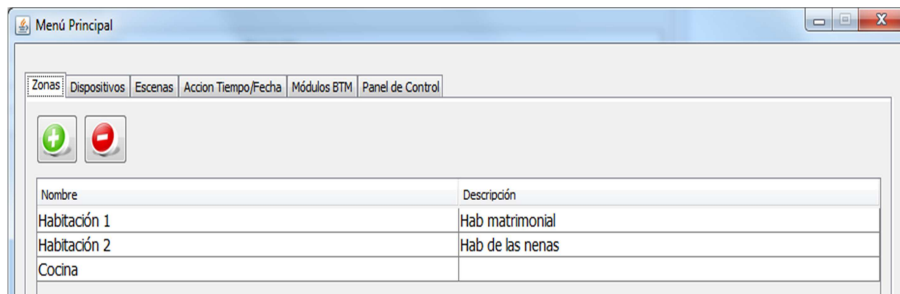 Menú Principal
Zonas Dispositivos Escenas Accion Tiempo/Fecha Módulos BTM Panel de Control
Nombre Descripción
Habitación 1 Hab matrimonial
Habitación 2 Hab de las nenas
Cocina